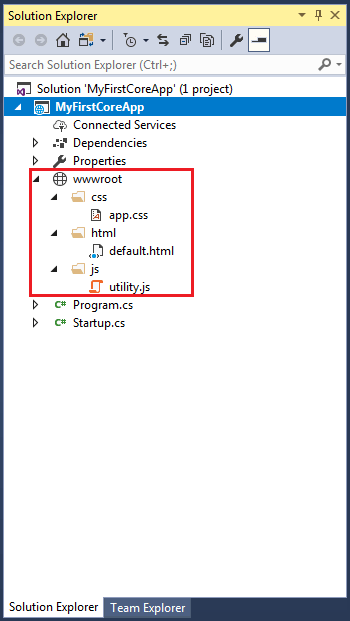 Solution Explorer
Search Solution Explorer (Ctrl+;)
Solution 'MyFirstCoreApp' (1 project)
MyFirstCoreApp
Connected Services
Dependencies
Properties
wwwroot
css
app.css
html
default.html
js
utility.js
C# Program.cs
C# Startup.cs
Solution Explorer Team Explorer